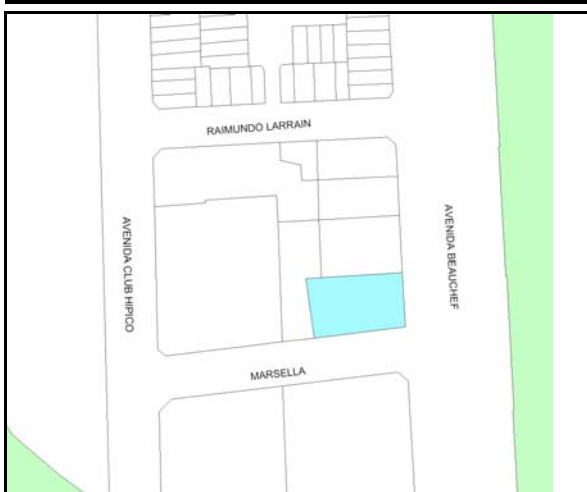 RAIMUNDO LARRAIN
AVENIDA CLUB HIPICO
AVENIDA BEAUCHEF
MARSELLA